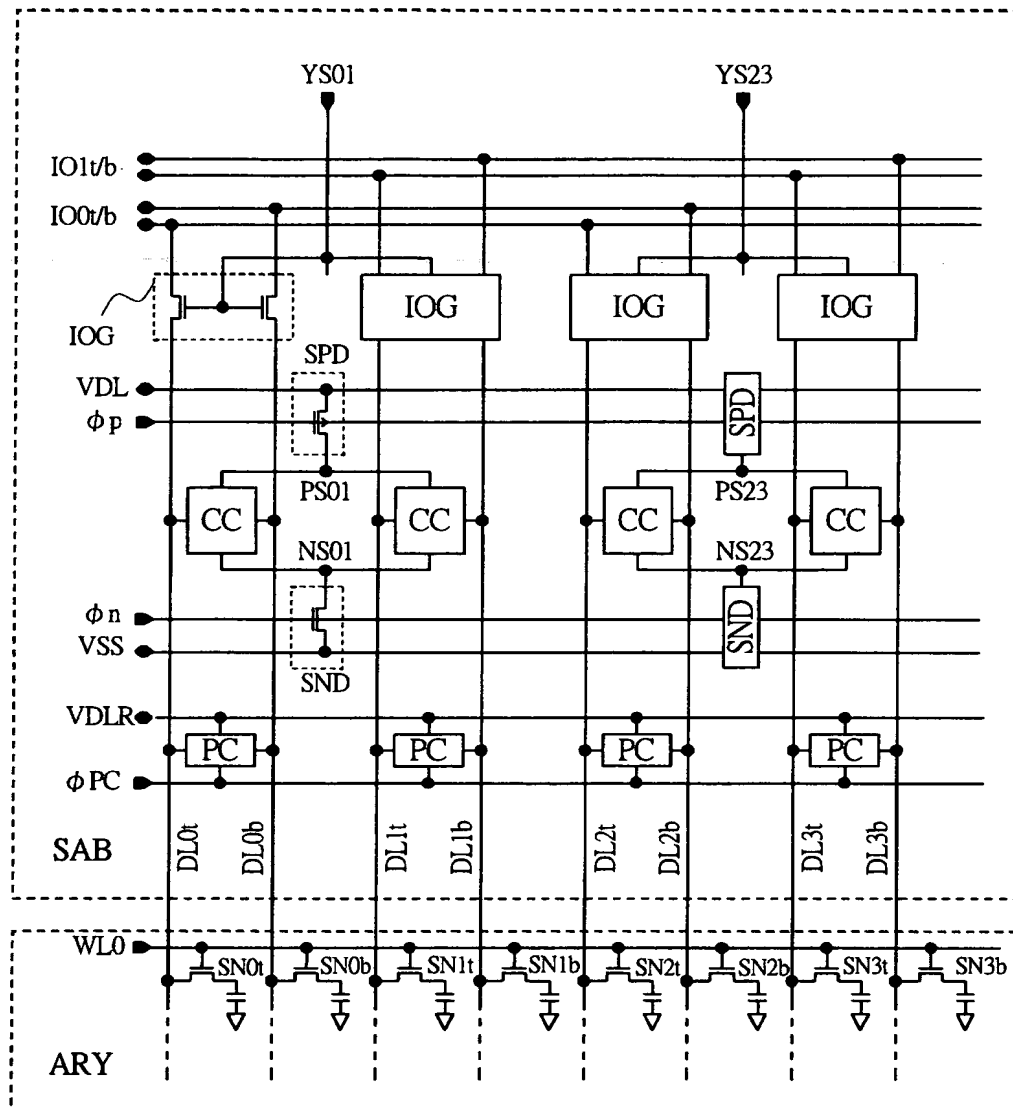 YS01 YS23
IO1t/b
IO0t/b
IOG IOG IOG
IOG
SPD
VDL
SPD
ϕp
PS01 PS23
CC CC CC CC
NS01 NS23
ϕn
SND
VSS
SND
VDLR
PC PC PC PC
ϕPC
DL0t DL0b DL1t DL1b DL2t DL2b DL3t DL3b
SAB
WL0
SN0t SN0b SN1t SN1b SN2t SN2b SN3t SN3b
ARY